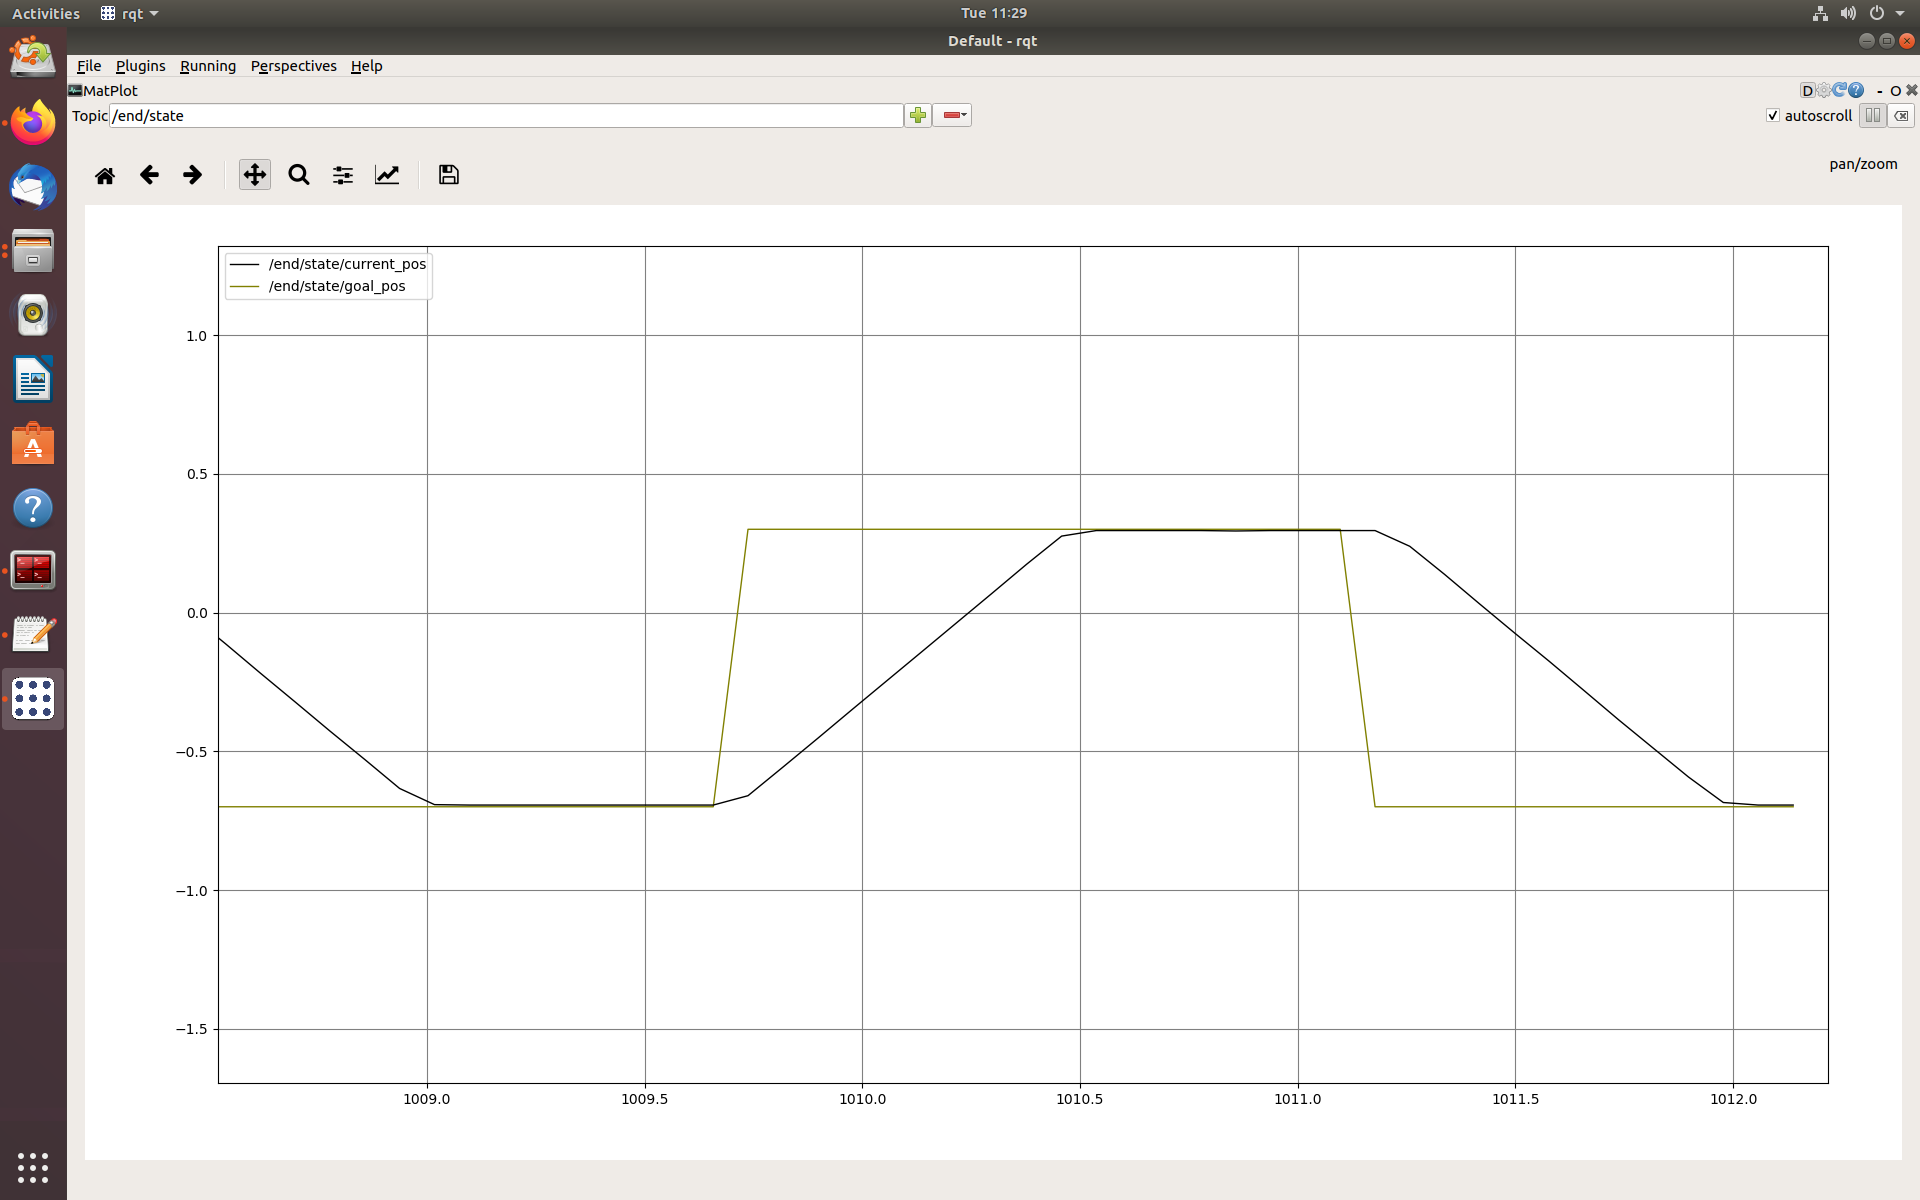 Activities rqt Tue 11:29
Default - rqt
File Plugins Running Perspectives Help
MatPlot D - O
Topic /end/state autoscroll
pan/zoom
/end/state/current_pos
/end/state/goal_pos
1.0
0.5
0.0
−0.5
−1.0
−1.5
1009.0 1009.5 1010.0 1010.5 1011.0 1011.5 1012.0